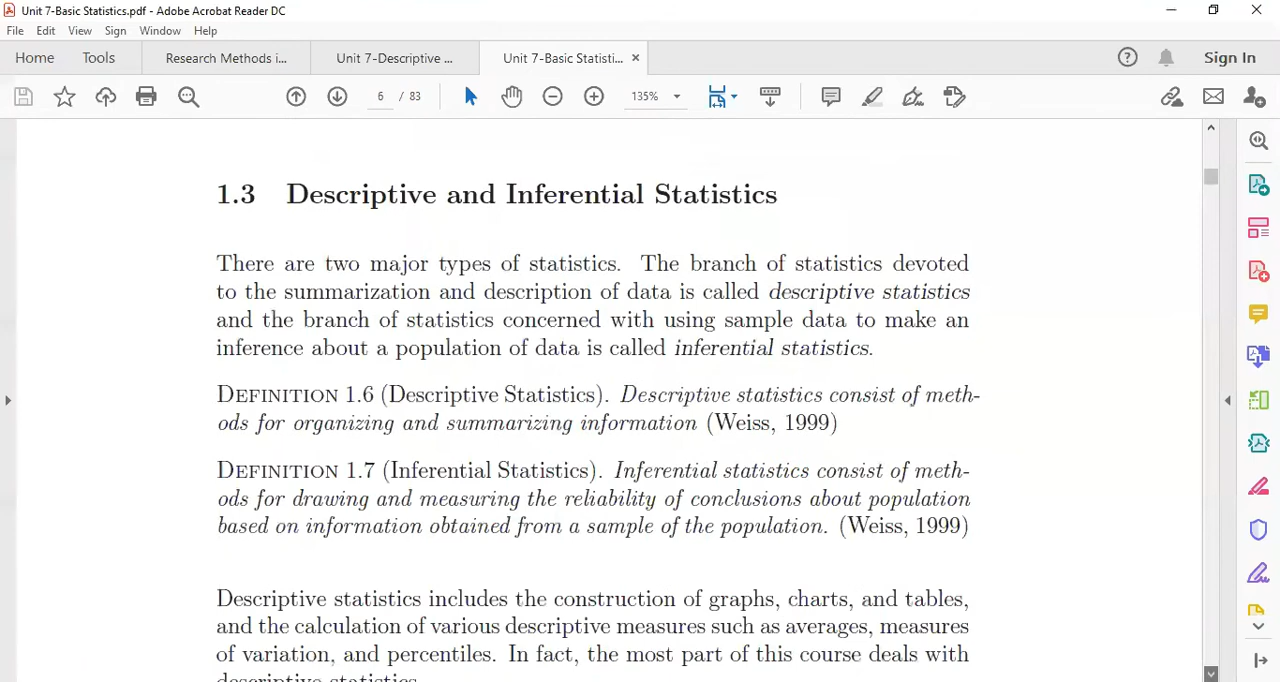 Unit 7-Basic Statistics.pdf - Adobe Acrobat Reader DC
File Edit View Sign Window Help
Home Tools Research Methods i... Unit 7-Descriptive ... Unit 7-Basic Statisti... × Sign In
6 / 83 135%
1.3 Descriptive and Inferential Statistics
There are two major types of statistics. The branch of statistics devoted
to the summarization and description of data is called descriptive statistics
and the branch of statistics concerned with using sample data to make an
inference about a population of data is called inferential statistics.
Definition 1.6 (Descriptive Statistics). Descriptive statistics consist of meth-
ods for organizing and summarizing information (Weiss, 1999)
Definition 1.7 (Inferential Statistics). Inferential statistics consist of meth-
ods for drawing and measuring the reliability of conclusions about population
based on information obtained from a sample of the population. (Weiss, 1999)
Descriptive statistics includes the construction of graphs, charts, and tables,
and the calculation of various descriptive measures such as averages, measures
of variation, and percentiles. In fact, the most part of this course deals with
descriptive statistics.